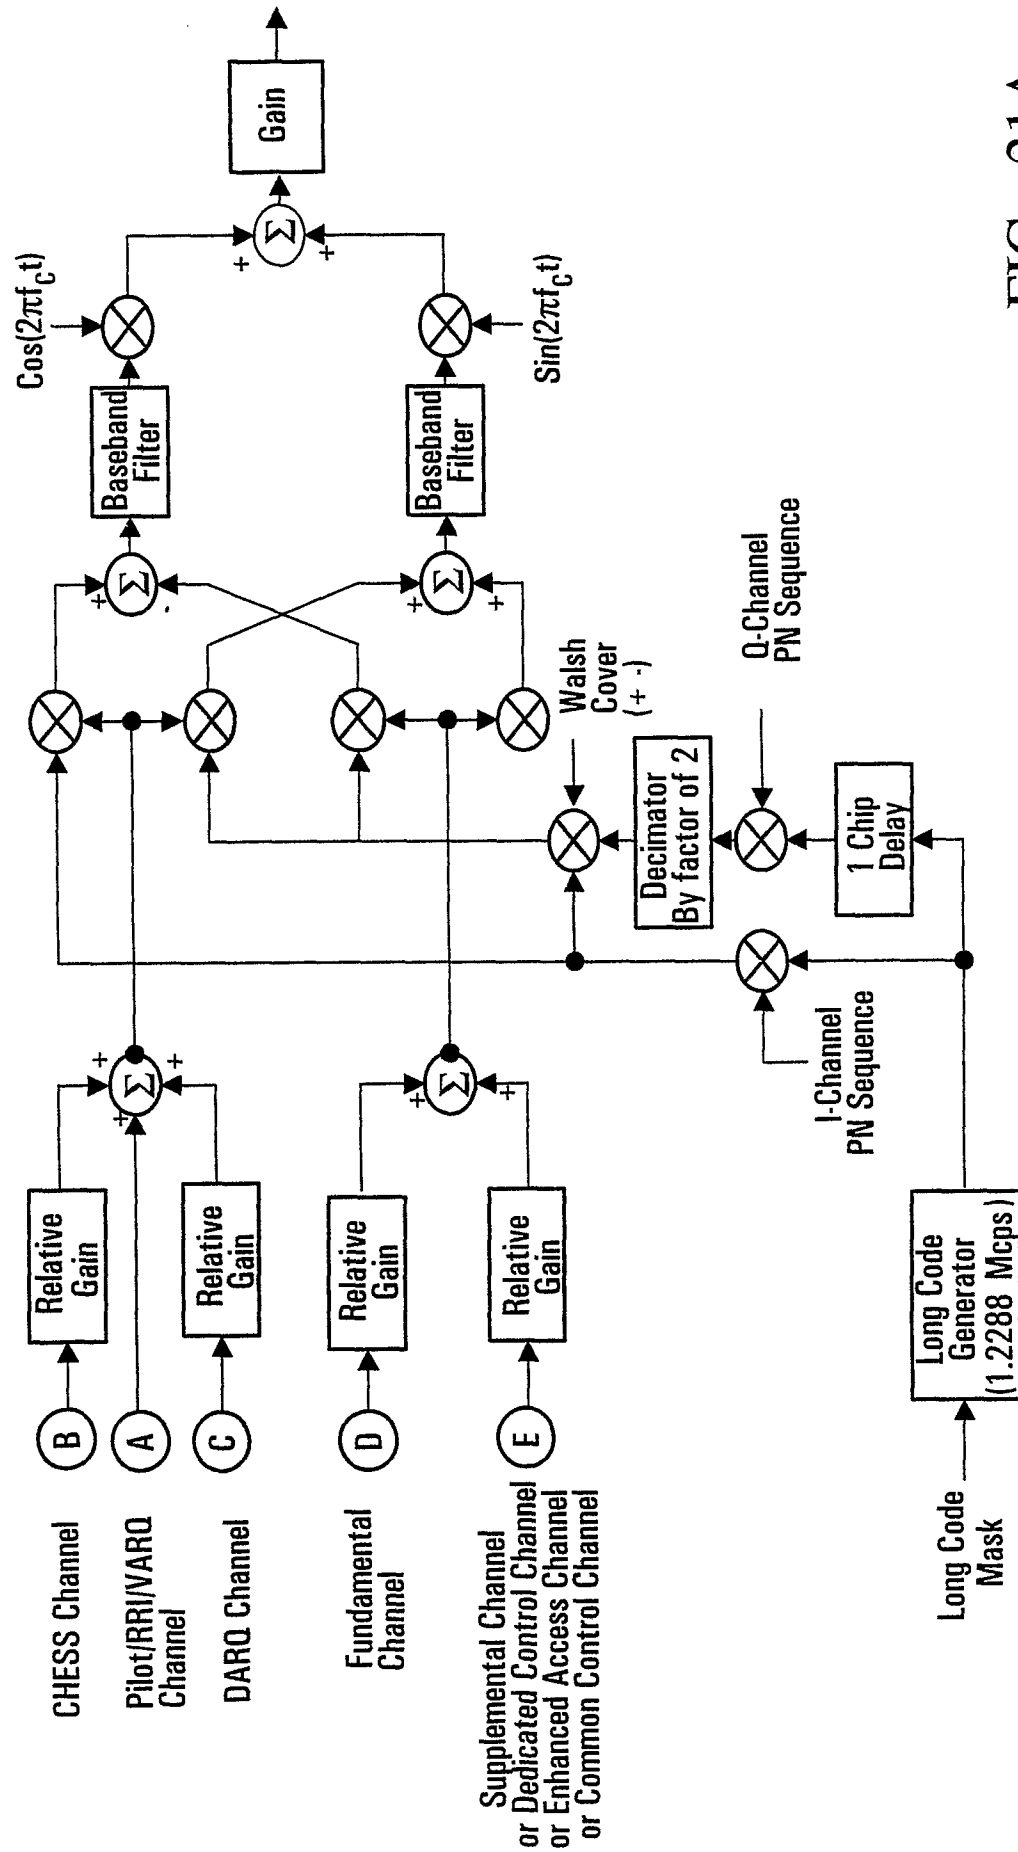 CHESS Channel
B
Relative
Gain
Pilot/RRI/VARQ
Channel
A
DARQ Channel
C
Relative
Gain
+
+
+
Σ
Fundamental
Channel
D
Relative
Gain
Supplemental Channel
or Dedicated Control Channel
or Enhanced Access Channel
or Common Control Channel
E
Relative
Gain
+
+
Σ
Long Code
Mask
Long Code
Generator
(1.2288 Mcps)
I-Channel
PN Sequence
1 Chip
Delay
Q-Channel
PN Sequence
Decimator
By factor of 2
Walsh
Cover
(+ -)
+
Σ
+
+
Σ
Baseband
Filter
Baseband
Filter
Cos(2πfCt)
Sin(2πfCt)
+
+
Σ
Gain